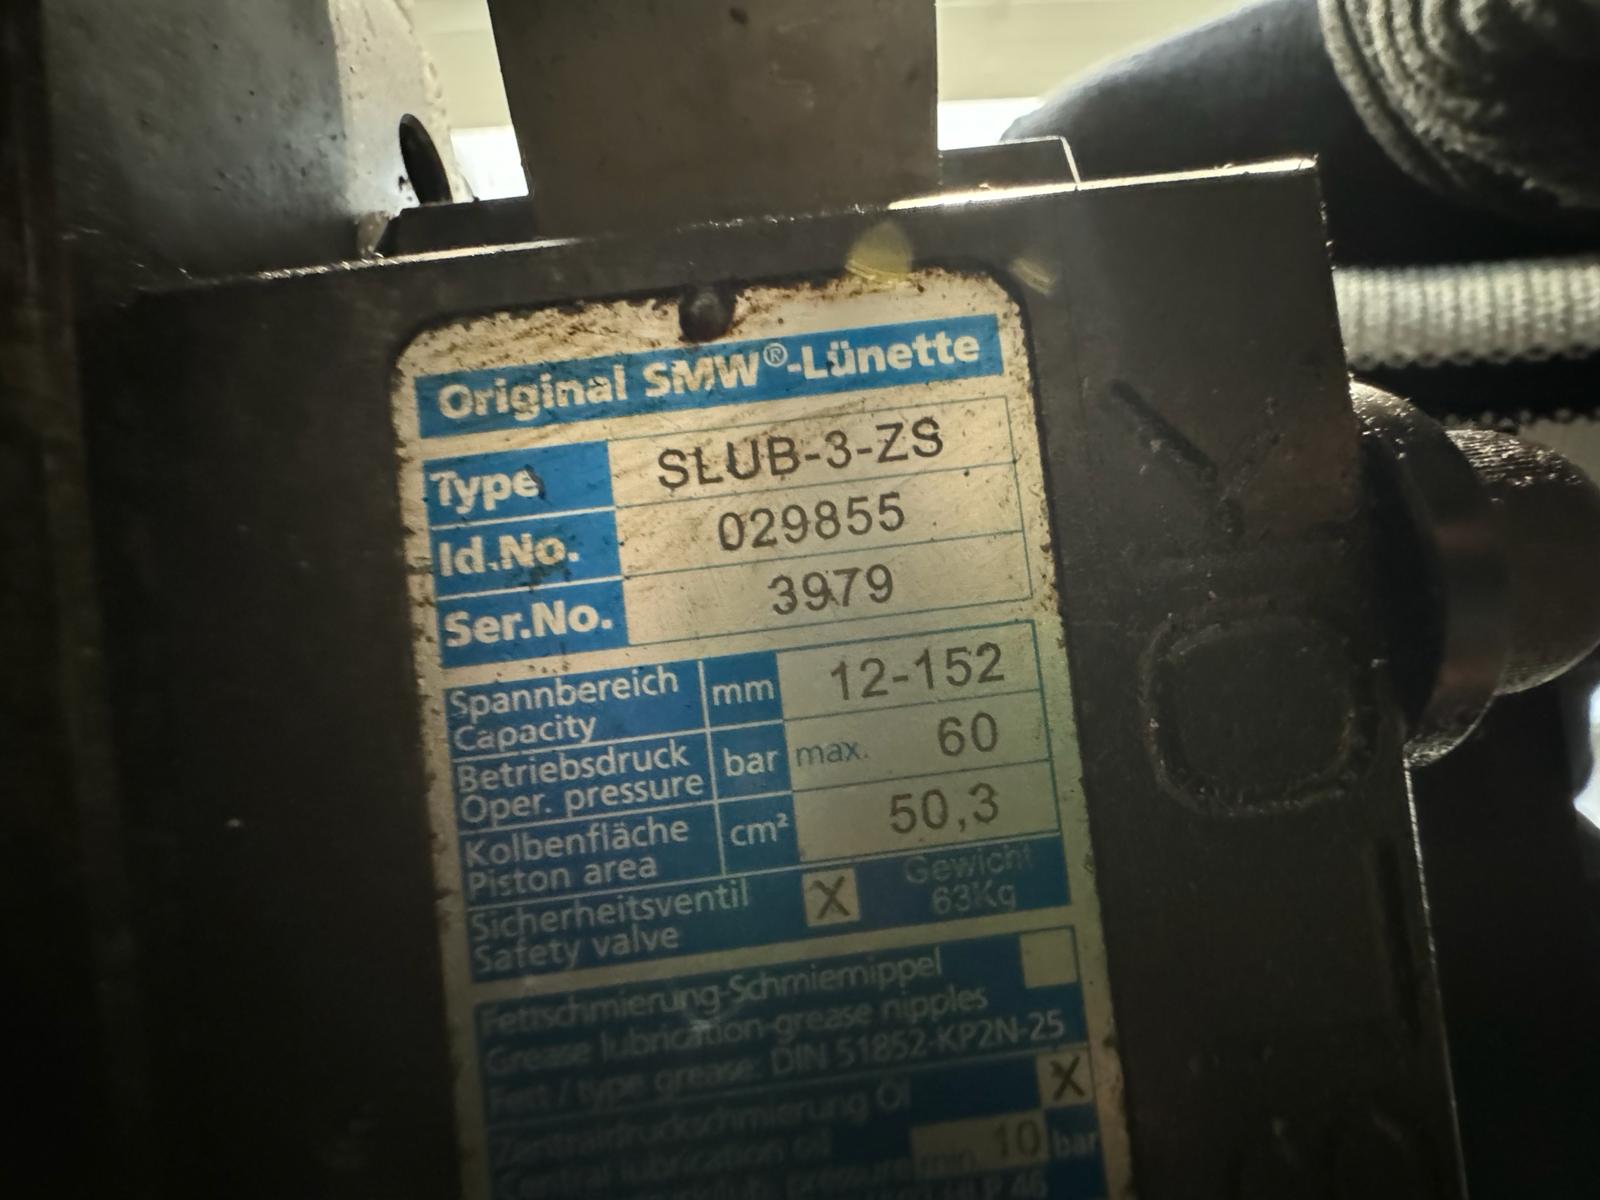 Original SMW®-Lünette
Type SLUB-3-ZS
Id.No. 029855
Ser.No. 3979
Spannbereich mm 12-152
Capacity
Betriebsdruck bar max. 60
Oper. pressure
Kolbenfläche cm² 50,3
Piston area
Sicherheitsventil X Gewicht
Safety valve 63Kg
Fettschmierung-Schmiernippel
Grease lubrication-grease nipples
Fett / type grease: DIN 51852-KP2N-25
Zentraldruckschmierung Öl X
Central lubrication oil
pressure min. 10 bar
46